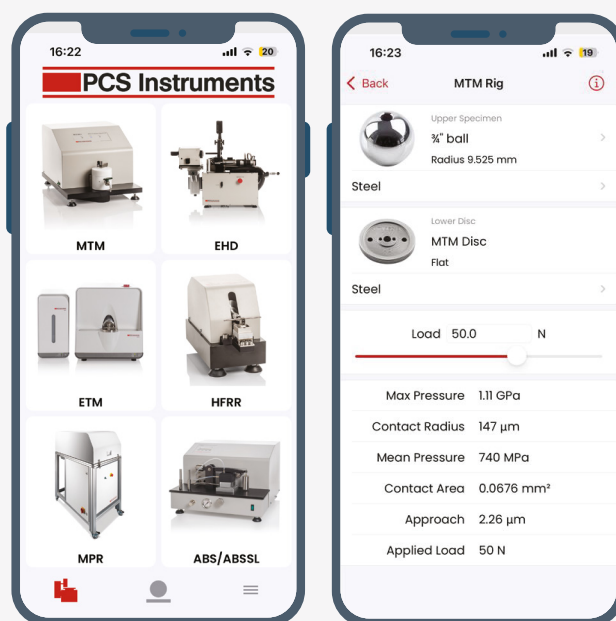 16:22
20
PCS Instruments
MTM
EHD
ETM
HFRR
MPR
ABS/ABSSL
16:23
19
Back
MTM Rig
Upper Specimen
¾" ball
Radius 9.525 mm
Steel
Lower Disc
MTM Disc
Flat
Steel
Load 50.0 N
Max Pressure 1.11 GPa
Contact Radius 147 µm
Mean Pressure 740 MPa
Contact Area 0.0676 mm²
Approach 2.26 µm
Applied Load 50 N